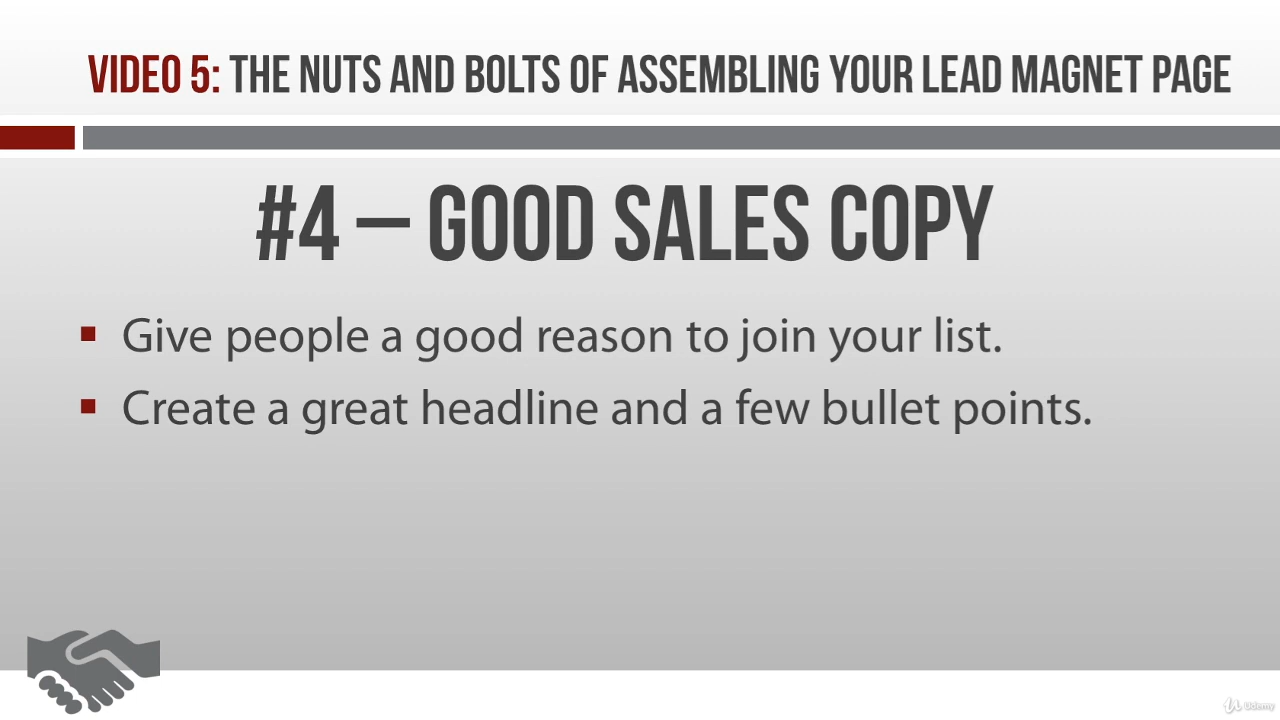 VIDEO 5: THE NUTS AND BOLTS OF ASSEMBLING YOUR LEAD MAGNET PAGE
#4 – GOOD SALES COPY
Give people a good reason to join your list.
Create a great headline and a few bullet points.
Udemy